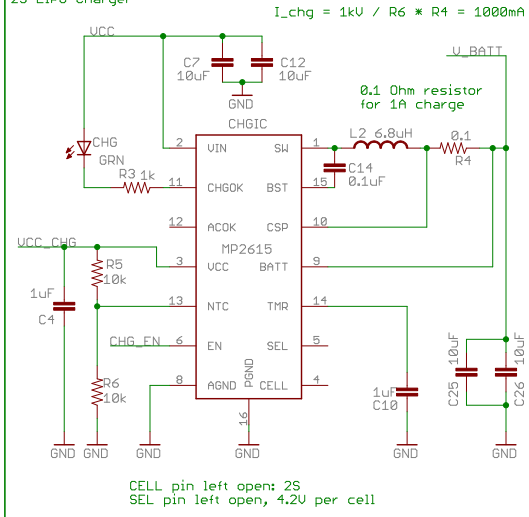 2S LiPo Charger
I_chg = 1kV / R6 * R4 = 1000mA
VCC
V_BATT
C7
10uF
C12
10uF
GND
0.1 Ohm resistor
for 1A charge
CHGIC
CHG
GRN
R3 1k
2 VIN
SW 1
L2 6.8uH
0.1
R4
C14
0.1uF
11 CHGOK
BST 15
12 ACOK
CSP 10
MP2615
VCC_CHG
3 VCC
BATT 9
R5
10k
1uF
C4
13 NTC
TMR 14
CHG_EN
6 EN
SEL 5
R6
10k
8 AGND
PGND
CELL 4
16
1uF
C10
C25 10uF
C26 10uF
GND GND GND GND GND GND
CELL pin left open: 2S
SEL pin left open, 4.2V per cell